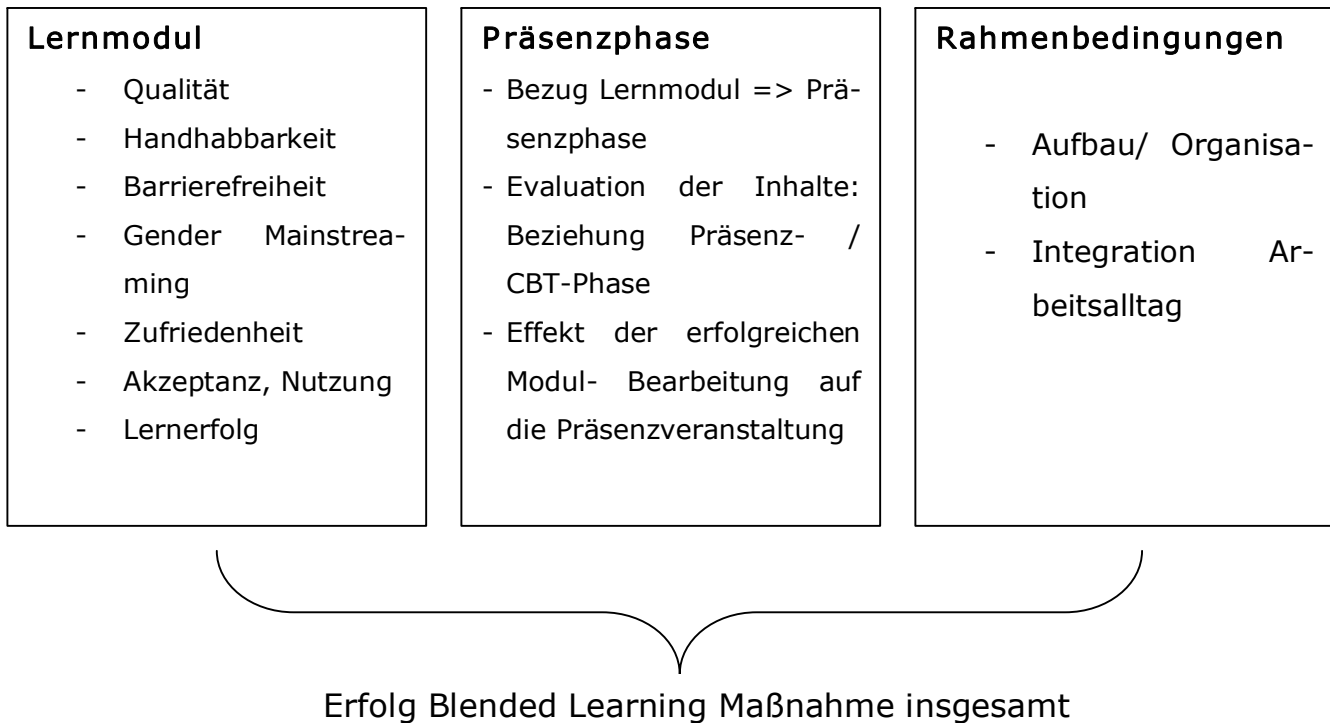 Lernmodul
- Qualität
- Handhabbarkeit
- Barrierefreiheit
- Gender Mainstrea-
ming
- Zufriedenheit
- Akzeptanz, Nutzung
- Lernerfolg
Präsenzphase
- Bezug Lernmodul => Prä-
senzphase
- Evaluation der Inhalte:
Beziehung Präsenz- /
CBT-Phase
- Effekt der erfolgreichen
Modul- Bearbeitung auf
die Präsenzveranstaltung
Rahmenbedingungen
- Aufbau/ Organisa-
tion
- Integration Ar-
beitsalltag
Erfolg Blended Learning Maßnahme insgesamt